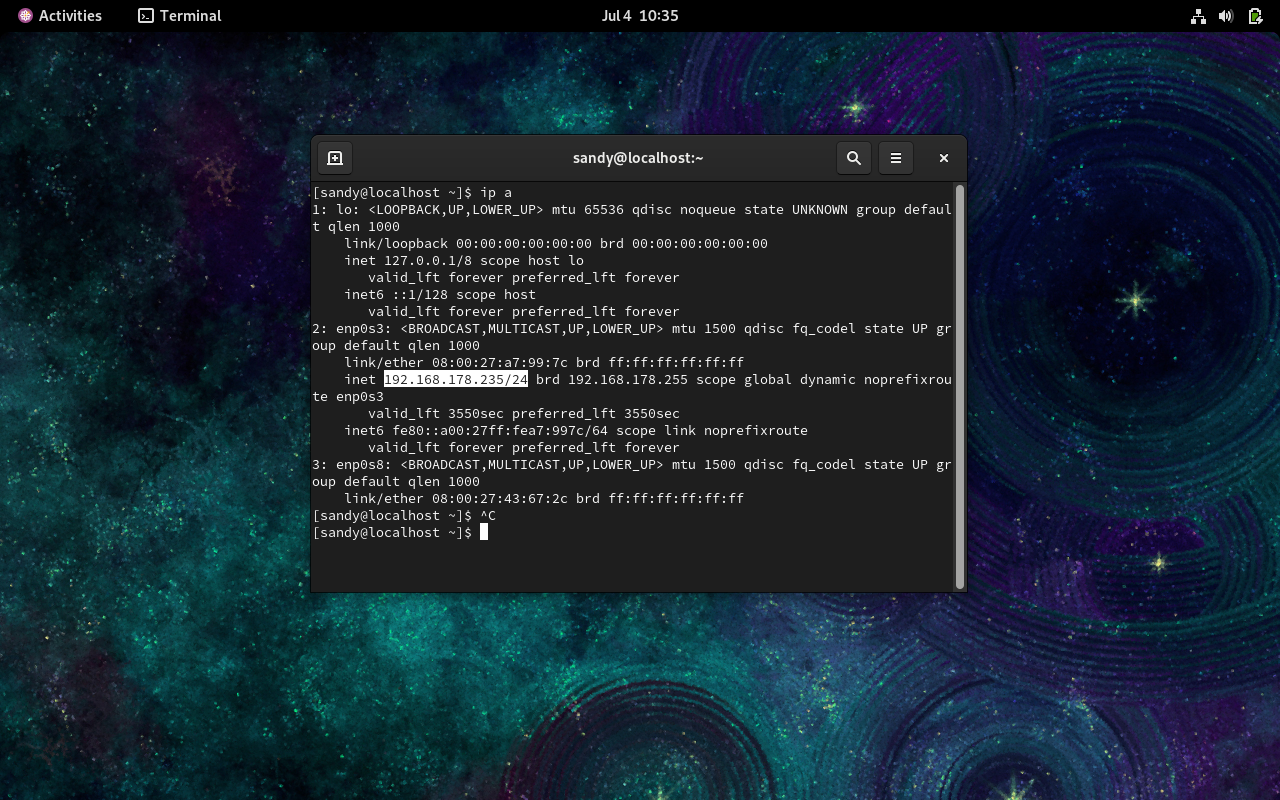 Activities Terminal Jul 4 10:35
sandy@localhost:~
[sandy@localhost ~]$ ip a
1: lo: <LOOPBACK,UP,LOWER_UP> mtu 65536 qdisc noqueue state UNKNOWN group defaul
t qlen 1000
    link/loopback 00:00:00:00:00:00 brd 00:00:00:00:00:00
    inet 127.0.0.1/8 scope host lo
       valid_lft forever preferred_lft forever
    inet6 ::1/128 scope host
       valid_lft forever preferred_lft forever
2: enp0s3: <BROADCAST,MULTICAST,UP,LOWER_UP> mtu 1500 qdisc fq_codel state UP gr
oup default qlen 1000
    link/ether 08:00:27:a7:99:7c brd ff:ff:ff:ff:ff:ff
    inet 192.168.178.235/24 brd 192.168.178.255 scope global dynamic noprefixrou
te enp0s3
       valid_lft 3550sec preferred_lft 3550sec
    inet6 fe80::a00:27ff:fea7:997c/64 scope link noprefixroute
       valid_lft forever preferred_lft forever
3: enp0s8: <BROADCAST,MULTICAST,UP,LOWER_UP> mtu 1500 qdisc fq_codel state UP gr
oup default qlen 1000
    link/ether 08:00:27:43:67:2c brd ff:ff:ff:ff:ff:ff
[sandy@localhost ~]$ ^C
[sandy@localhost ~]$